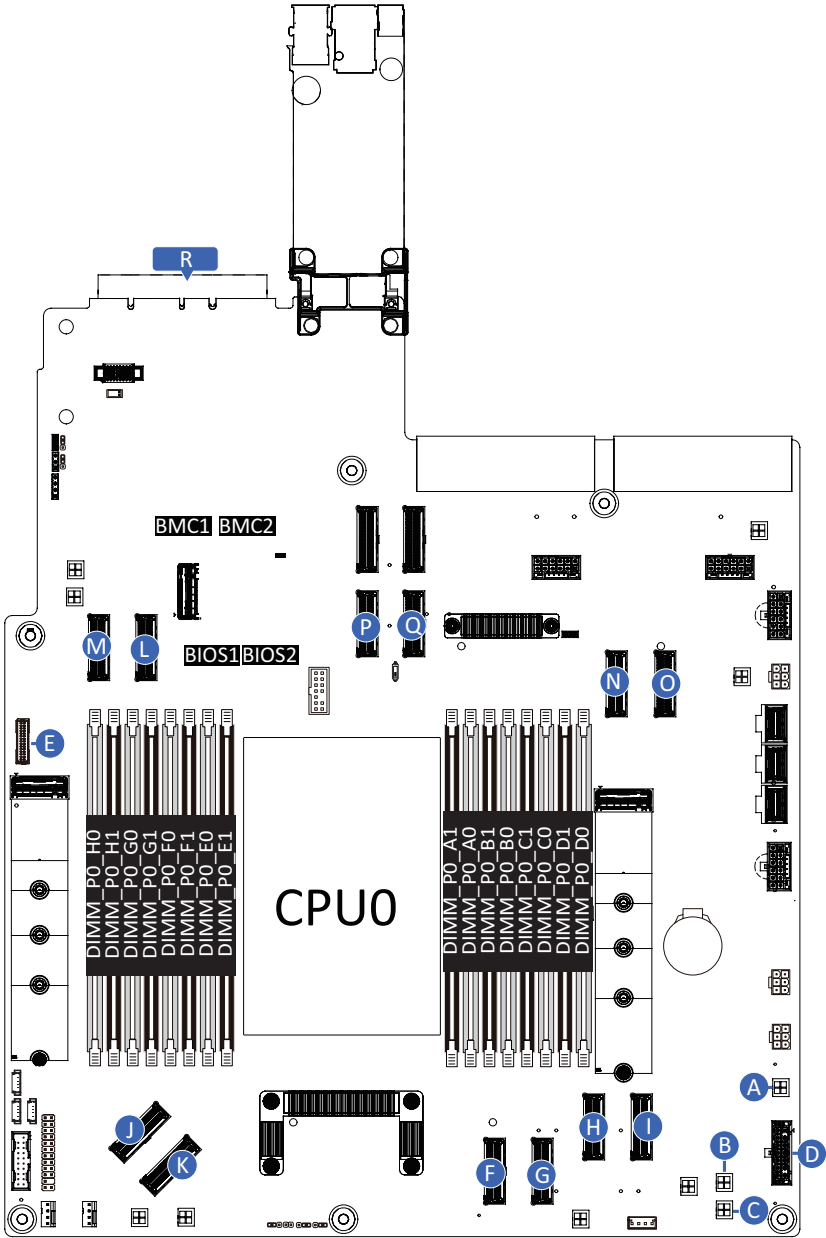 R
BMC1 BMC2
P Q
M L
BIOS1 BIOS2
N O
E
DIMM_P0_H0
DIMM_P0_H1
DIMM_P0_G0
DIMM_P0_G1
DIMM_P0_F0
DIMM_P0_F1
DIMM_P0_E0
DIMM_P0_E1
CPU0
DIMM_P0_A1
DIMM_P0_A0
DIMM_P0_B1
DIMM_P0_B0
DIMM_P0_C1
DIMM_P0_C0
DIMM_P0_D1
DIMM_P0_D0
A
J
H I
B
D
K
F G
C